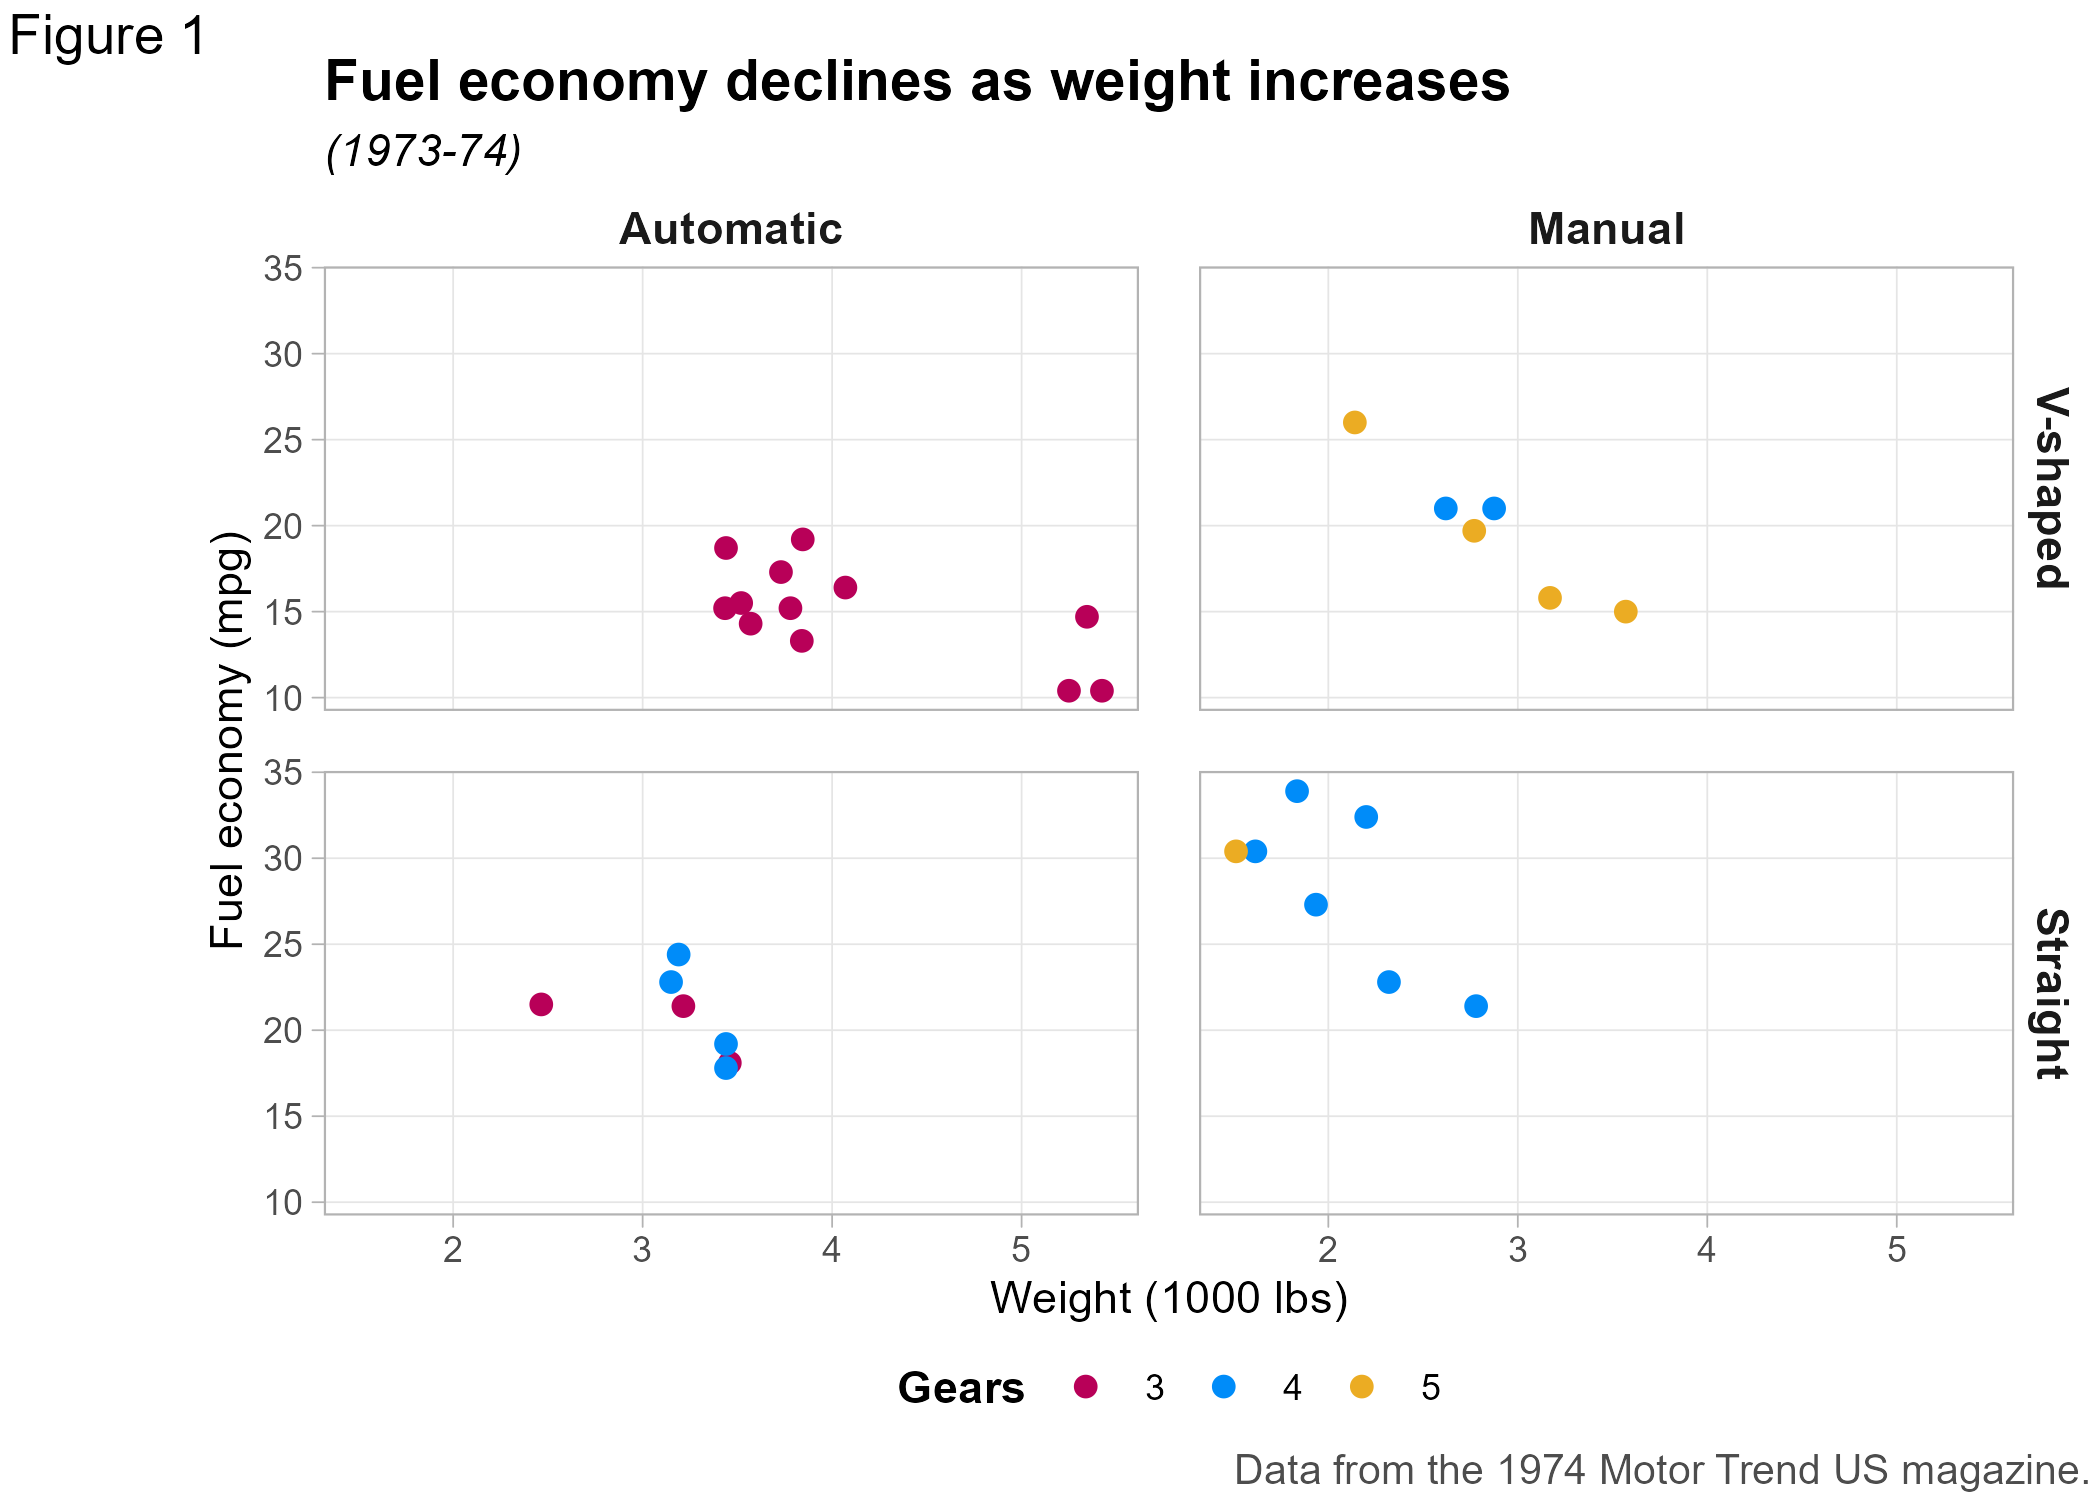 Figure 1
Fuel economy declines as weight increases
(1973-74)
Automatic
Manual
35
30
25
20
15
10
V-shaped
Fuel economy (mpg)
35
30
25
20
15
10
Straight
2 3 4 5
2 3 4 5
Weight (1000 lbs)
Gears 3 4 5
Data from the 1974 Motor Trend US magazine.